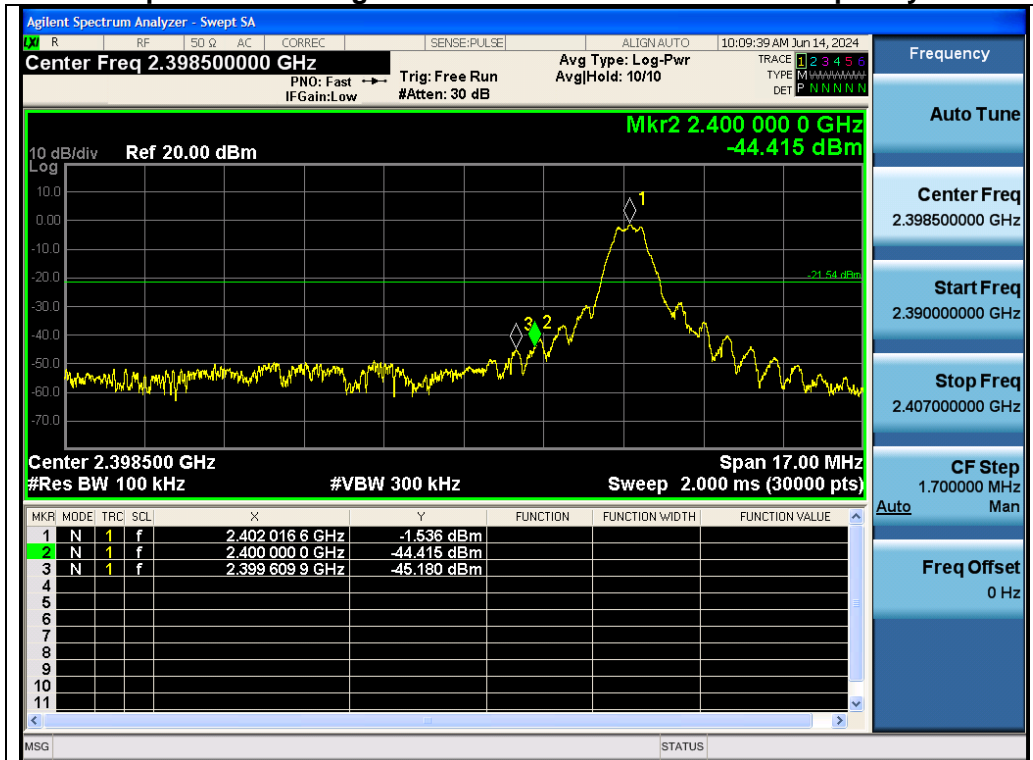 Agilent Spectrum Analyzer - Swept SA
LXI R RF 50 Ω AC CORREC SENSE:PULSE ALIGN AUTO 10:09:39 AM Jun 14, 2024
Center Freq 2.398500000 GHz
PNO: Fast
IFGain:Low
Trig: Free Run
#Atten: 30 dB
Avg Type: Log-Pwr
Avg|Hold: 10/10
TRACE 1 2 3 4 5 6
TYPE M WWWWW
DET P N N N N N
Mkr2 2.400 000 0 GHz
-44.415 dBm
10 dB/div Ref 20.00 dBm
Log
10.0
0.00
-10.0
-20.0
-30.0
-40.0
-50.0
-60.0
-70.0
1
-21.54 dBm
3 2
Center 2.398500 GHz Span 17.00 MHz
#Res BW 100 kHz #VBW 300 kHz Sweep 2.000 ms (30000 pts)
MKR MODE TRC SCL X Y FUNCTION FUNCTION WIDTH FUNCTION VALUE
1 N 1 f 2.402 016 6 GHz -1.536 dBm
2 N 1 f 2.400 000 0 GHz -44.415 dBm
3 N 1 f 2.399 609 9 GHz -45.180 dBm
4
5
6
7
8
9
10
11
MSG STATUS
Frequency
Auto Tune
Center Freq
2.398500000 GHz
Start Freq
2.390000000 GHz
Stop Freq
2.407000000 GHz
CF Step
1.700000 MHz
Auto Man
Freq Offset
0 Hz